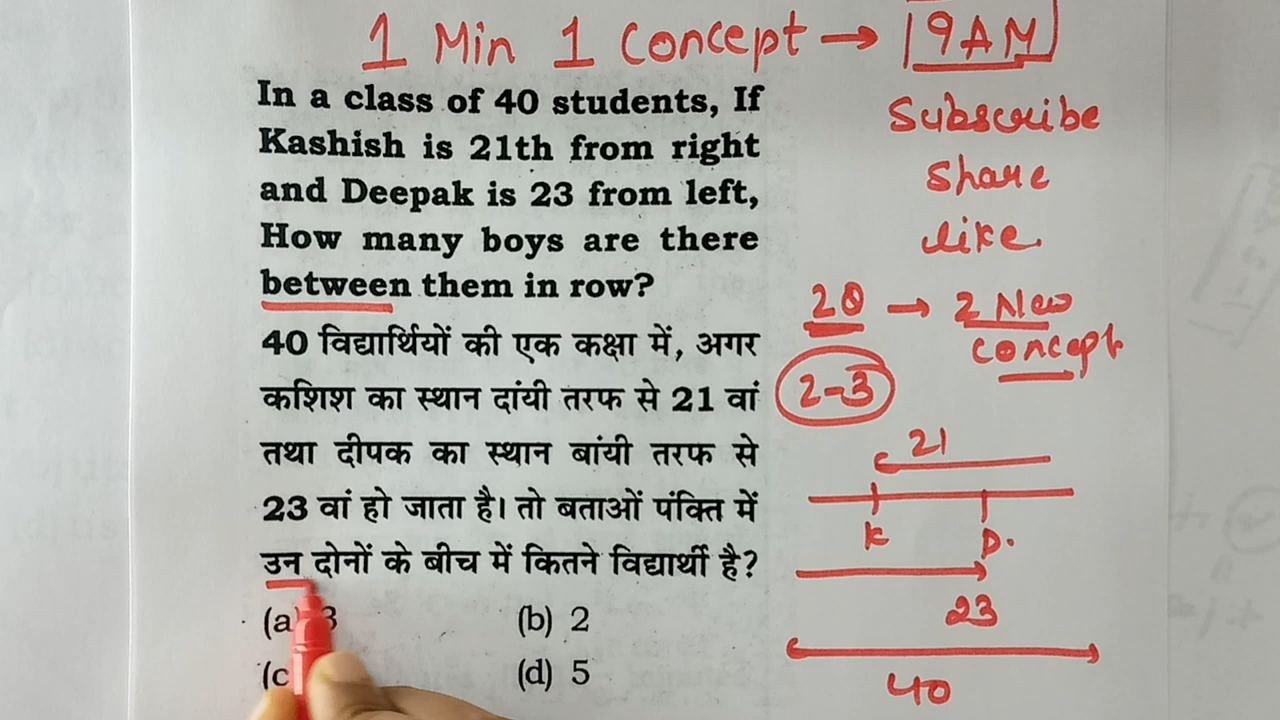 1 Min 1 Concept → 9AM
In a class of 40 students, If
Kashish is 21th from right
and Deepak is 23 from left,
How many boys are there
between them in row?
40 विद्यार्थियों की एक कक्षा में, अगर
कशिश का स्थान दांयी तरफ से 21 वां
तथा दीपक का स्थान बांयी तरफ से
23 वां हो जाता है। तो बताओं पंक्ति में
उन दोनों के बीच में कितने विद्यार्थी है?
(a) 3
(b) 2
(c
(d) 5
Subscribe
Share
like
20 → 2 New
concept
2-3
21
K
D.
23
40